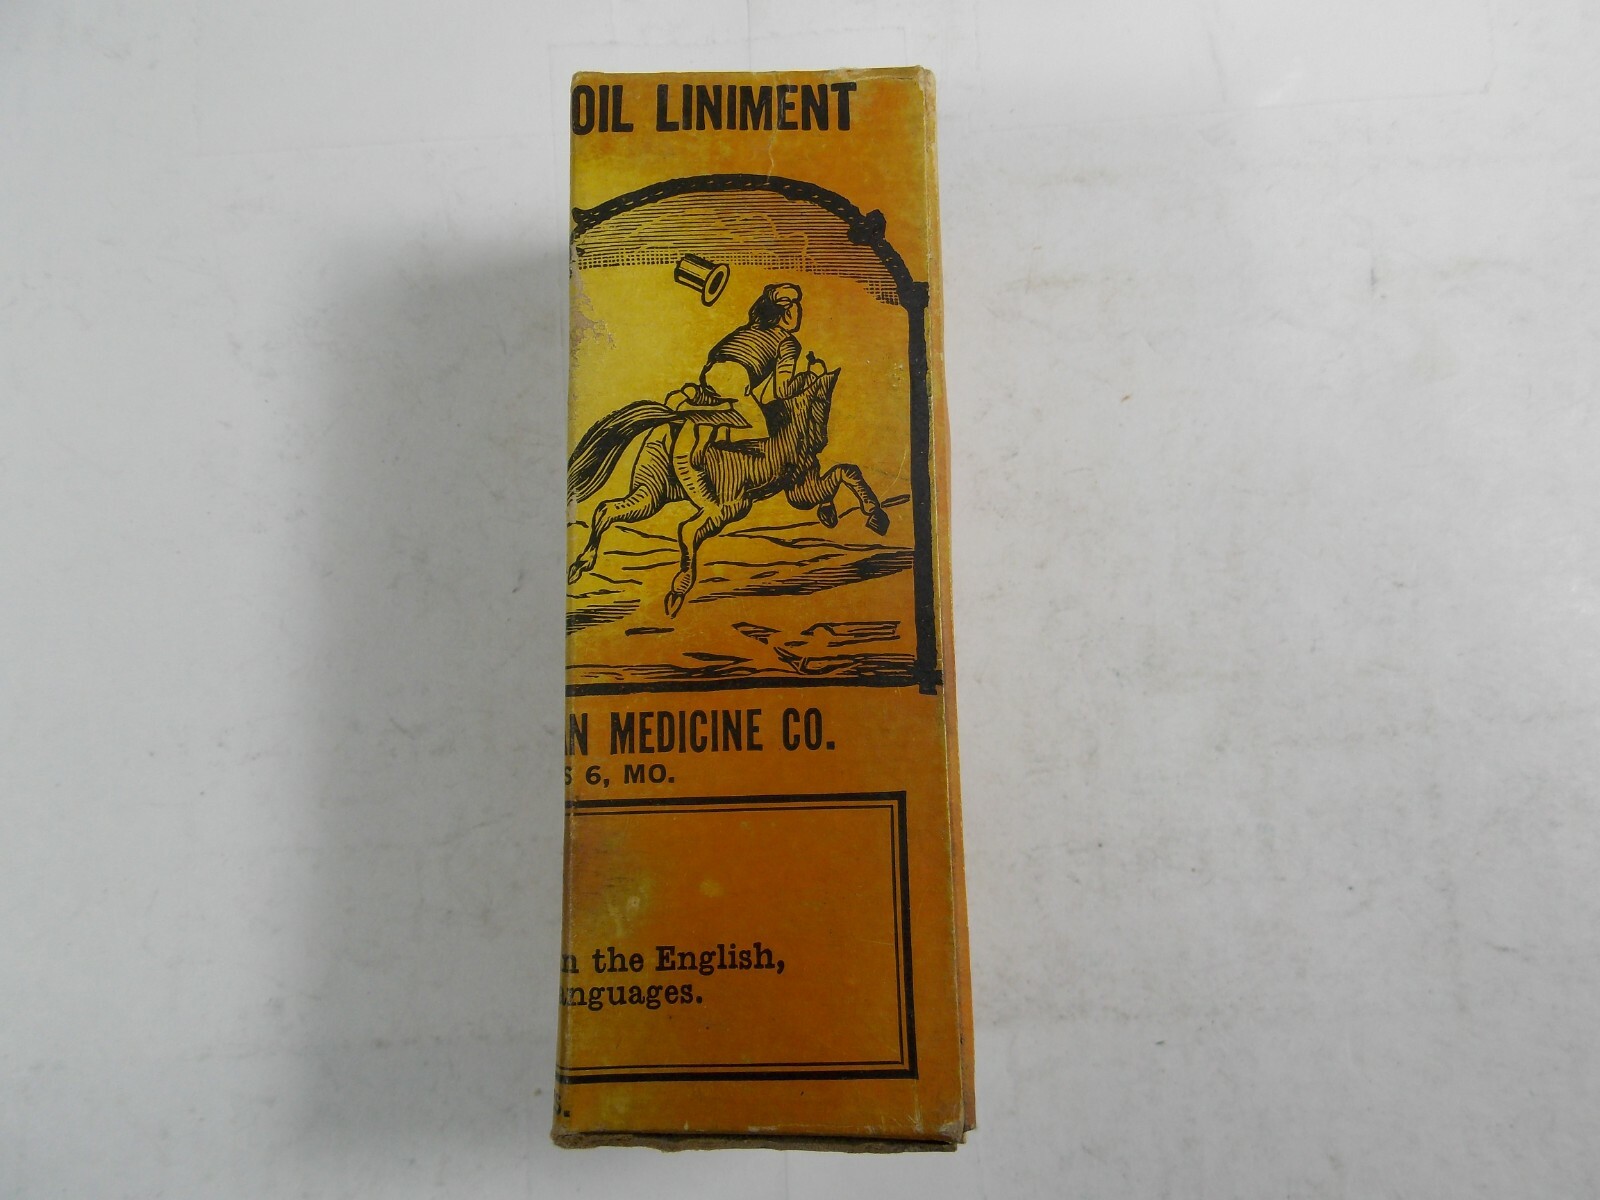 OIL LINIMENT
N MEDICINE CO.
S 6, MO.
n the English,
anguages.
S.